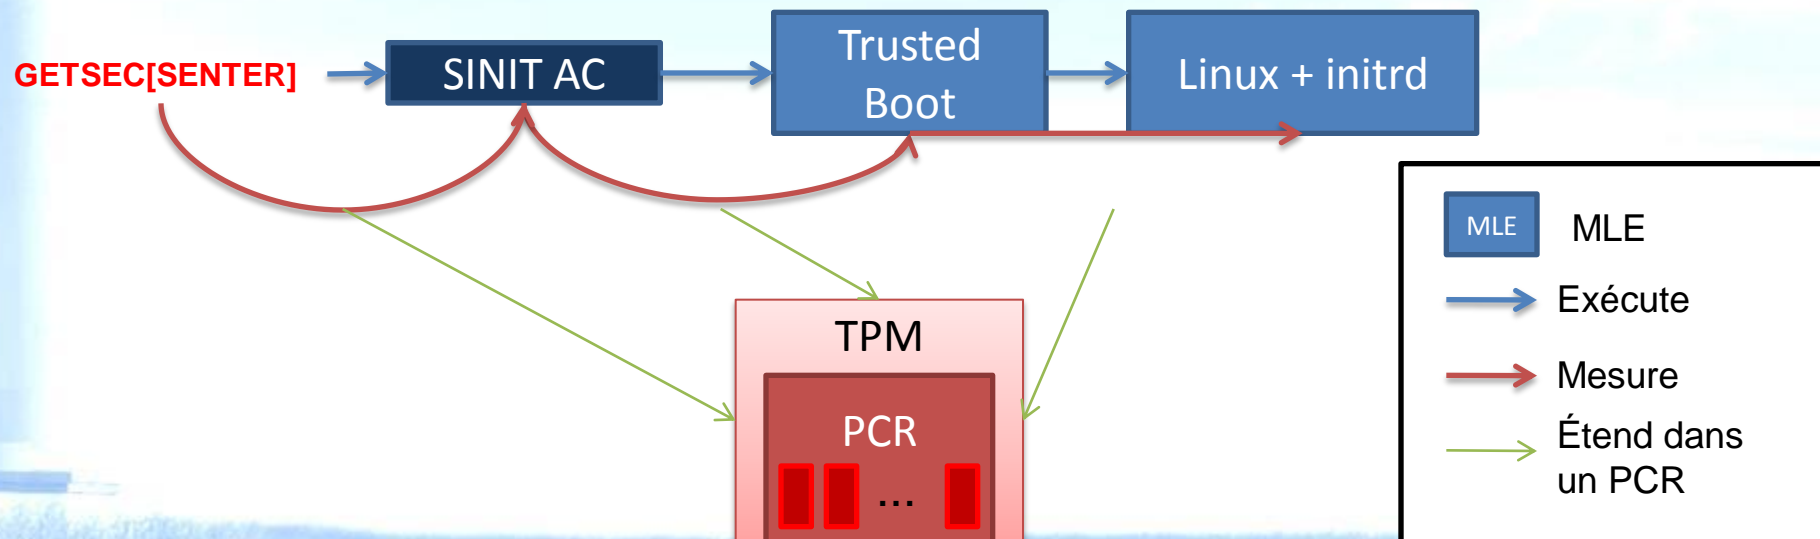 GETSEC[SENTER]
SINIT AC
Trusted
Boot
Linux + initrd
MLE
MLE
Exécute
Mesure
Étend dans
un PCR
TPM
PCR
...